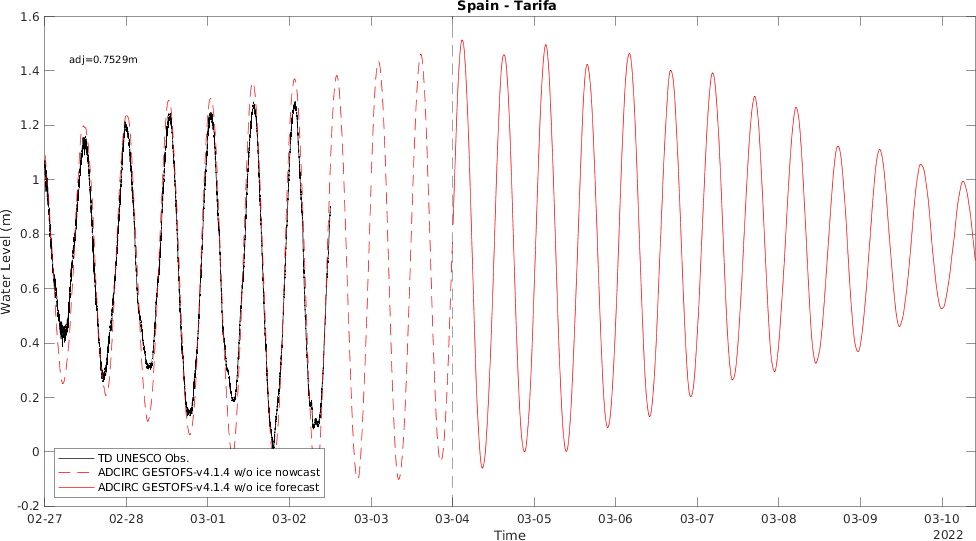 Spain - Tarifa
adj=0.7529m
Water Level (m)
1.6
1.4
1.2
1
0.8
0.6
0.4
0.2
0
-0.2
TD UNESCO Obs.
ADCIRC GESTOFS-v4.1.4 w/o ice nowcast
ADCIRC GESTOFS-v4.1.4 w/o ice forecast
02-27 02-28 03-01 03-02 03-03 03-04 03-05 03-06 03-07 03-08 03-09 03-10
Time
2022